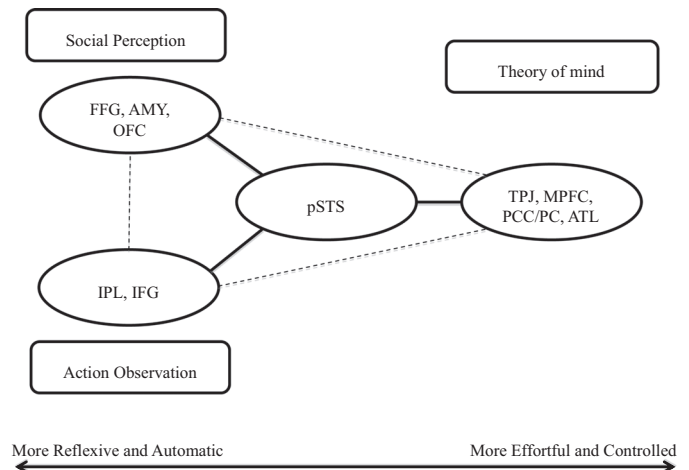 Social Perception
Theory of mind
FFG, AMY,
OFC
pSTS
TPJ, MPFC,
PCC/PC, ATL
IPL, IFG
Action Observation
More Reflexive and Automatic
More Effortful and Controlled